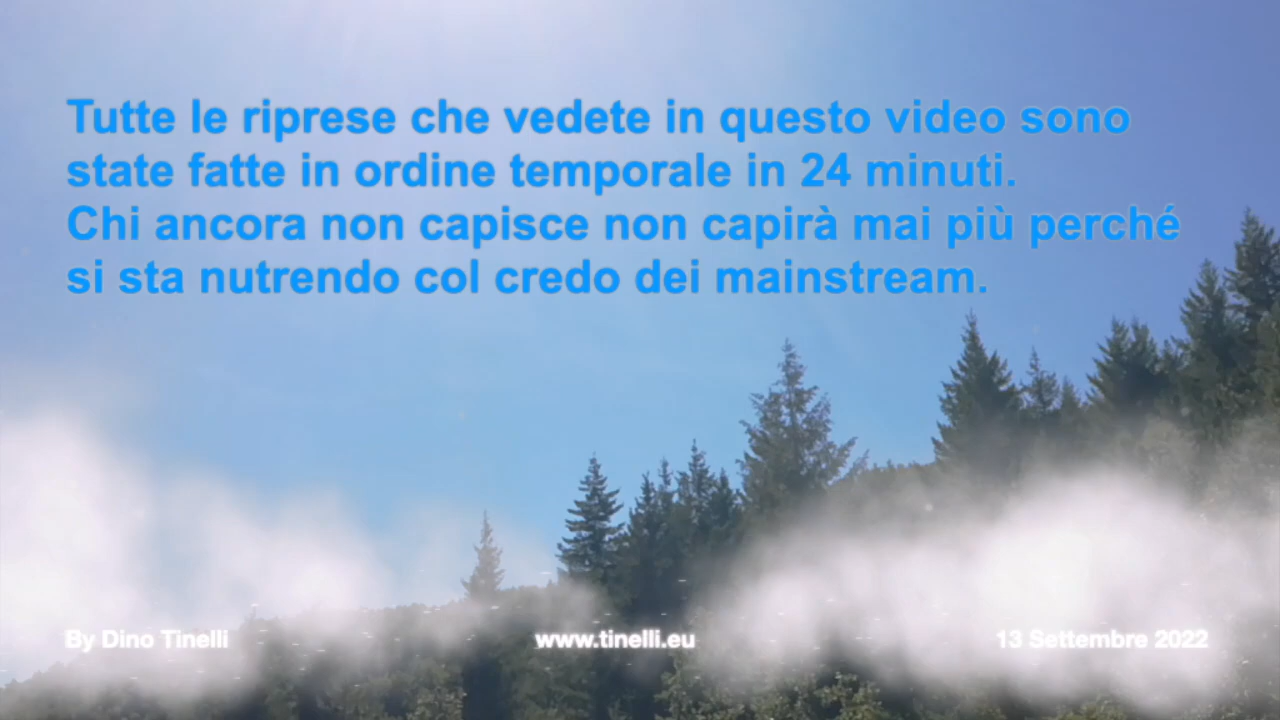 Tutte le riprese che vedete in questo video sono
state fatte in ordine temporale in 24 minuti.
Chi ancora non capisce non capirà mai più perché
si sta nutrendo col credo dei mainstream.
By Dino Tinelli
www.tinelli.eu
13 Settembre 2022